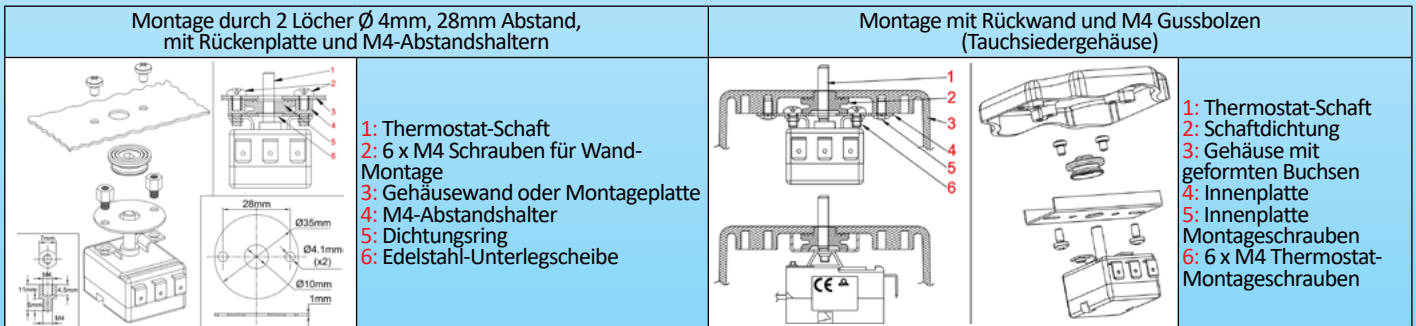 Montage durch 2 Löcher Ø 4mm, 28mm Abstand,
mit Rückenplatte und M4-Abstandshaltern
1
2
3
4
5
6
28mm
Ø35mm
Ø4.1mm
(x2)
Ø10mm
1mm
7mm
M4
11mm
4.5mm
5mm
M4
1: Thermostat-Schaft
2: 6 x M4 Schrauben für Wand-
Montage
3: Gehäusewand oder Montageplatte
4: M4-Abstandshalter
5: Dichtungsring
6: Edelstahl-Unterlegscheibe
Montage mit Rückwand und M4 Gussbolzen
(Tauchsiedergehäuse)
1
2
3
4
5
6
CE
1: Thermostat-Schaft
2: Schaftdichtung
3: Gehäuse mit
geformten Buchsen
4: Innenplatte
5: Innenplatte
Montageschrauben
6: 6 x M4 Thermostat-
Montageschrauben